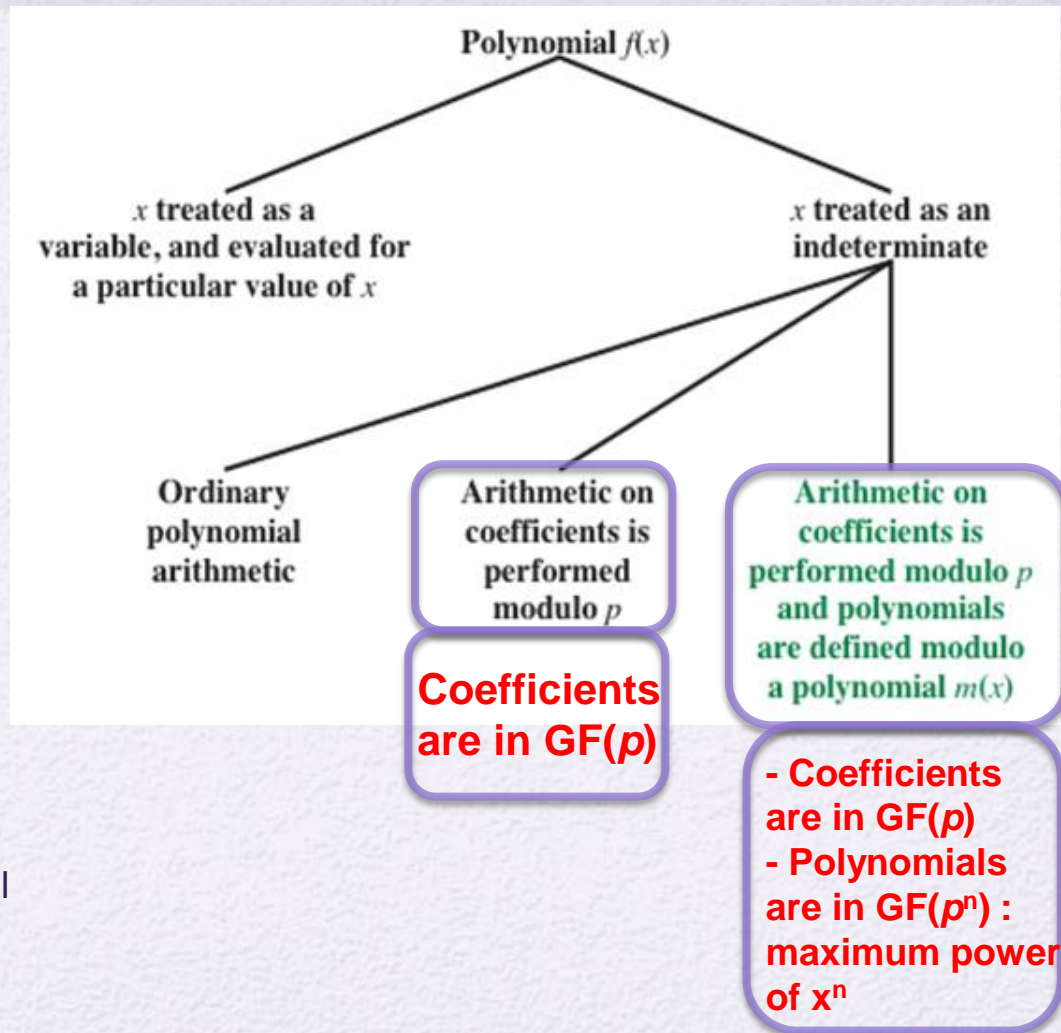 Polynomial f(x)
x treated as a
variable, and evaluated for
a particular value of x
x treated as an
indeterminate
Ordinary
polynomial
arithmetic
Arithmetic on
coefficients is
performed
modulo p
Arithmetic on
coefficients is
performed modulo p
and polynomials
are defined modulo
a polynomial m(x)
Coefficients
are in GF(p)
- Coefficients
are in GF(p)
- Polynomials
are in GF(pⁿ) :
maximum power
of xⁿ
l